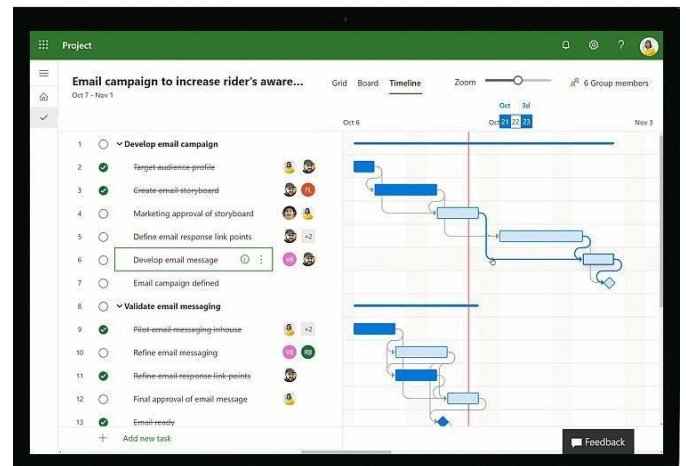 Project
?
Email campaign to increase rider's aware...
Oct 7 - Nov 1
Grid Board Timeline
Zoom
6 Group members
Oct 3d
Oct 6
Oct 21 22 23
Nov 3
1 Develop email campaign
2 Target audience profile
3 Create email storyboard FL
4 Marketing approval of storyboard
5 Define email response link points +2
6 Develop email message VB
7 Email campaign defined
8 Validate email messaging
9 Pilot email messaging inhouse +2
10 Refine email messaging VB RB
11 Refine email response link points
12 Final approval of email message
13 Email ready
+ Add new task
Feedback